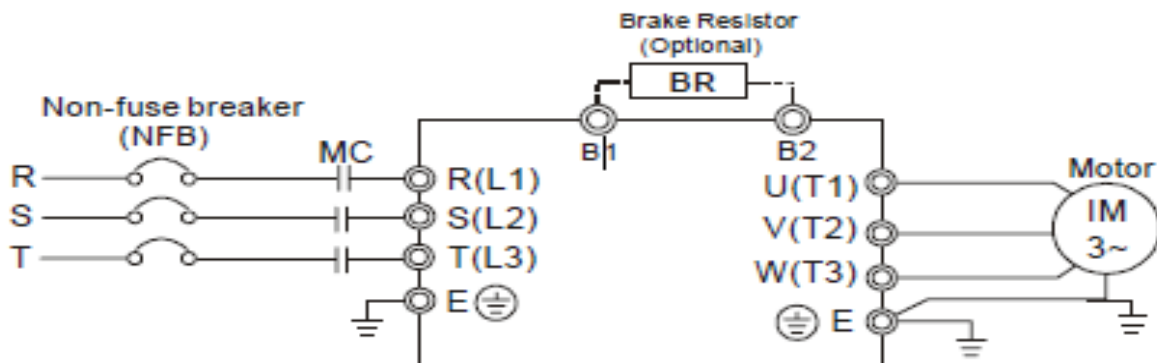 Brake Resistor
(Optional)
BR
Non-fuse breaker
(NFB)
MC
B1
B2
R
R(L1)
U(T1)
Motor
S
S(L2)
V(T2)
IM
3~
T
T(L3)
W(T3)
E
E